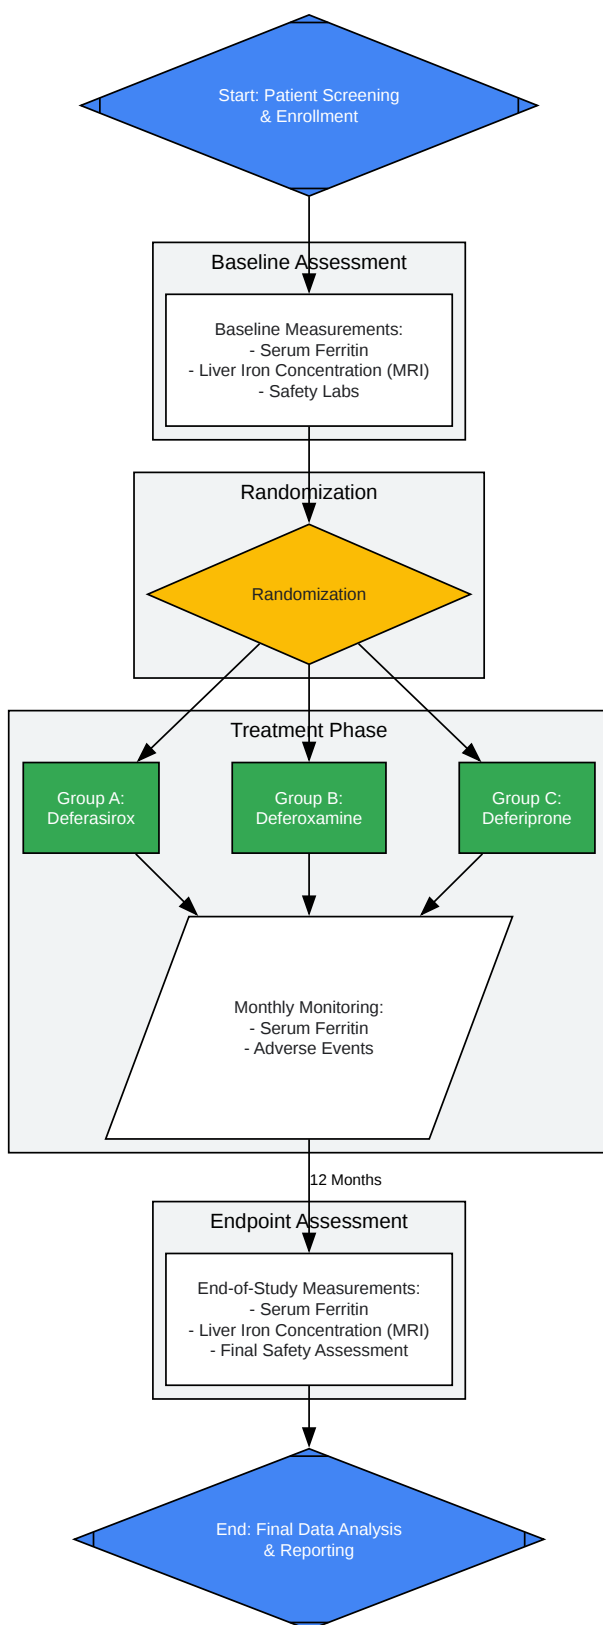 Start: Patient Screening
& Enrollment
Baseline Assessment
Baseline Measurements:
- Serum Ferritin
- Liver Iron Concentration (MRI)
- Safety Labs
Randomization
Randomization
Treatment Phase
Group A:
Deferasirox
Group B:
Deferoxamine
Group C:
Deferiprone
Monthly Monitoring:
- Serum Ferritin
- Adverse Events
12 Months
Endpoint Assessment
End-of-Study Measurements:
- Serum Ferritin
- Liver Iron Concentration (MRI)
- Final Safety Assessment
End: Final Data Analysis
& Reporting